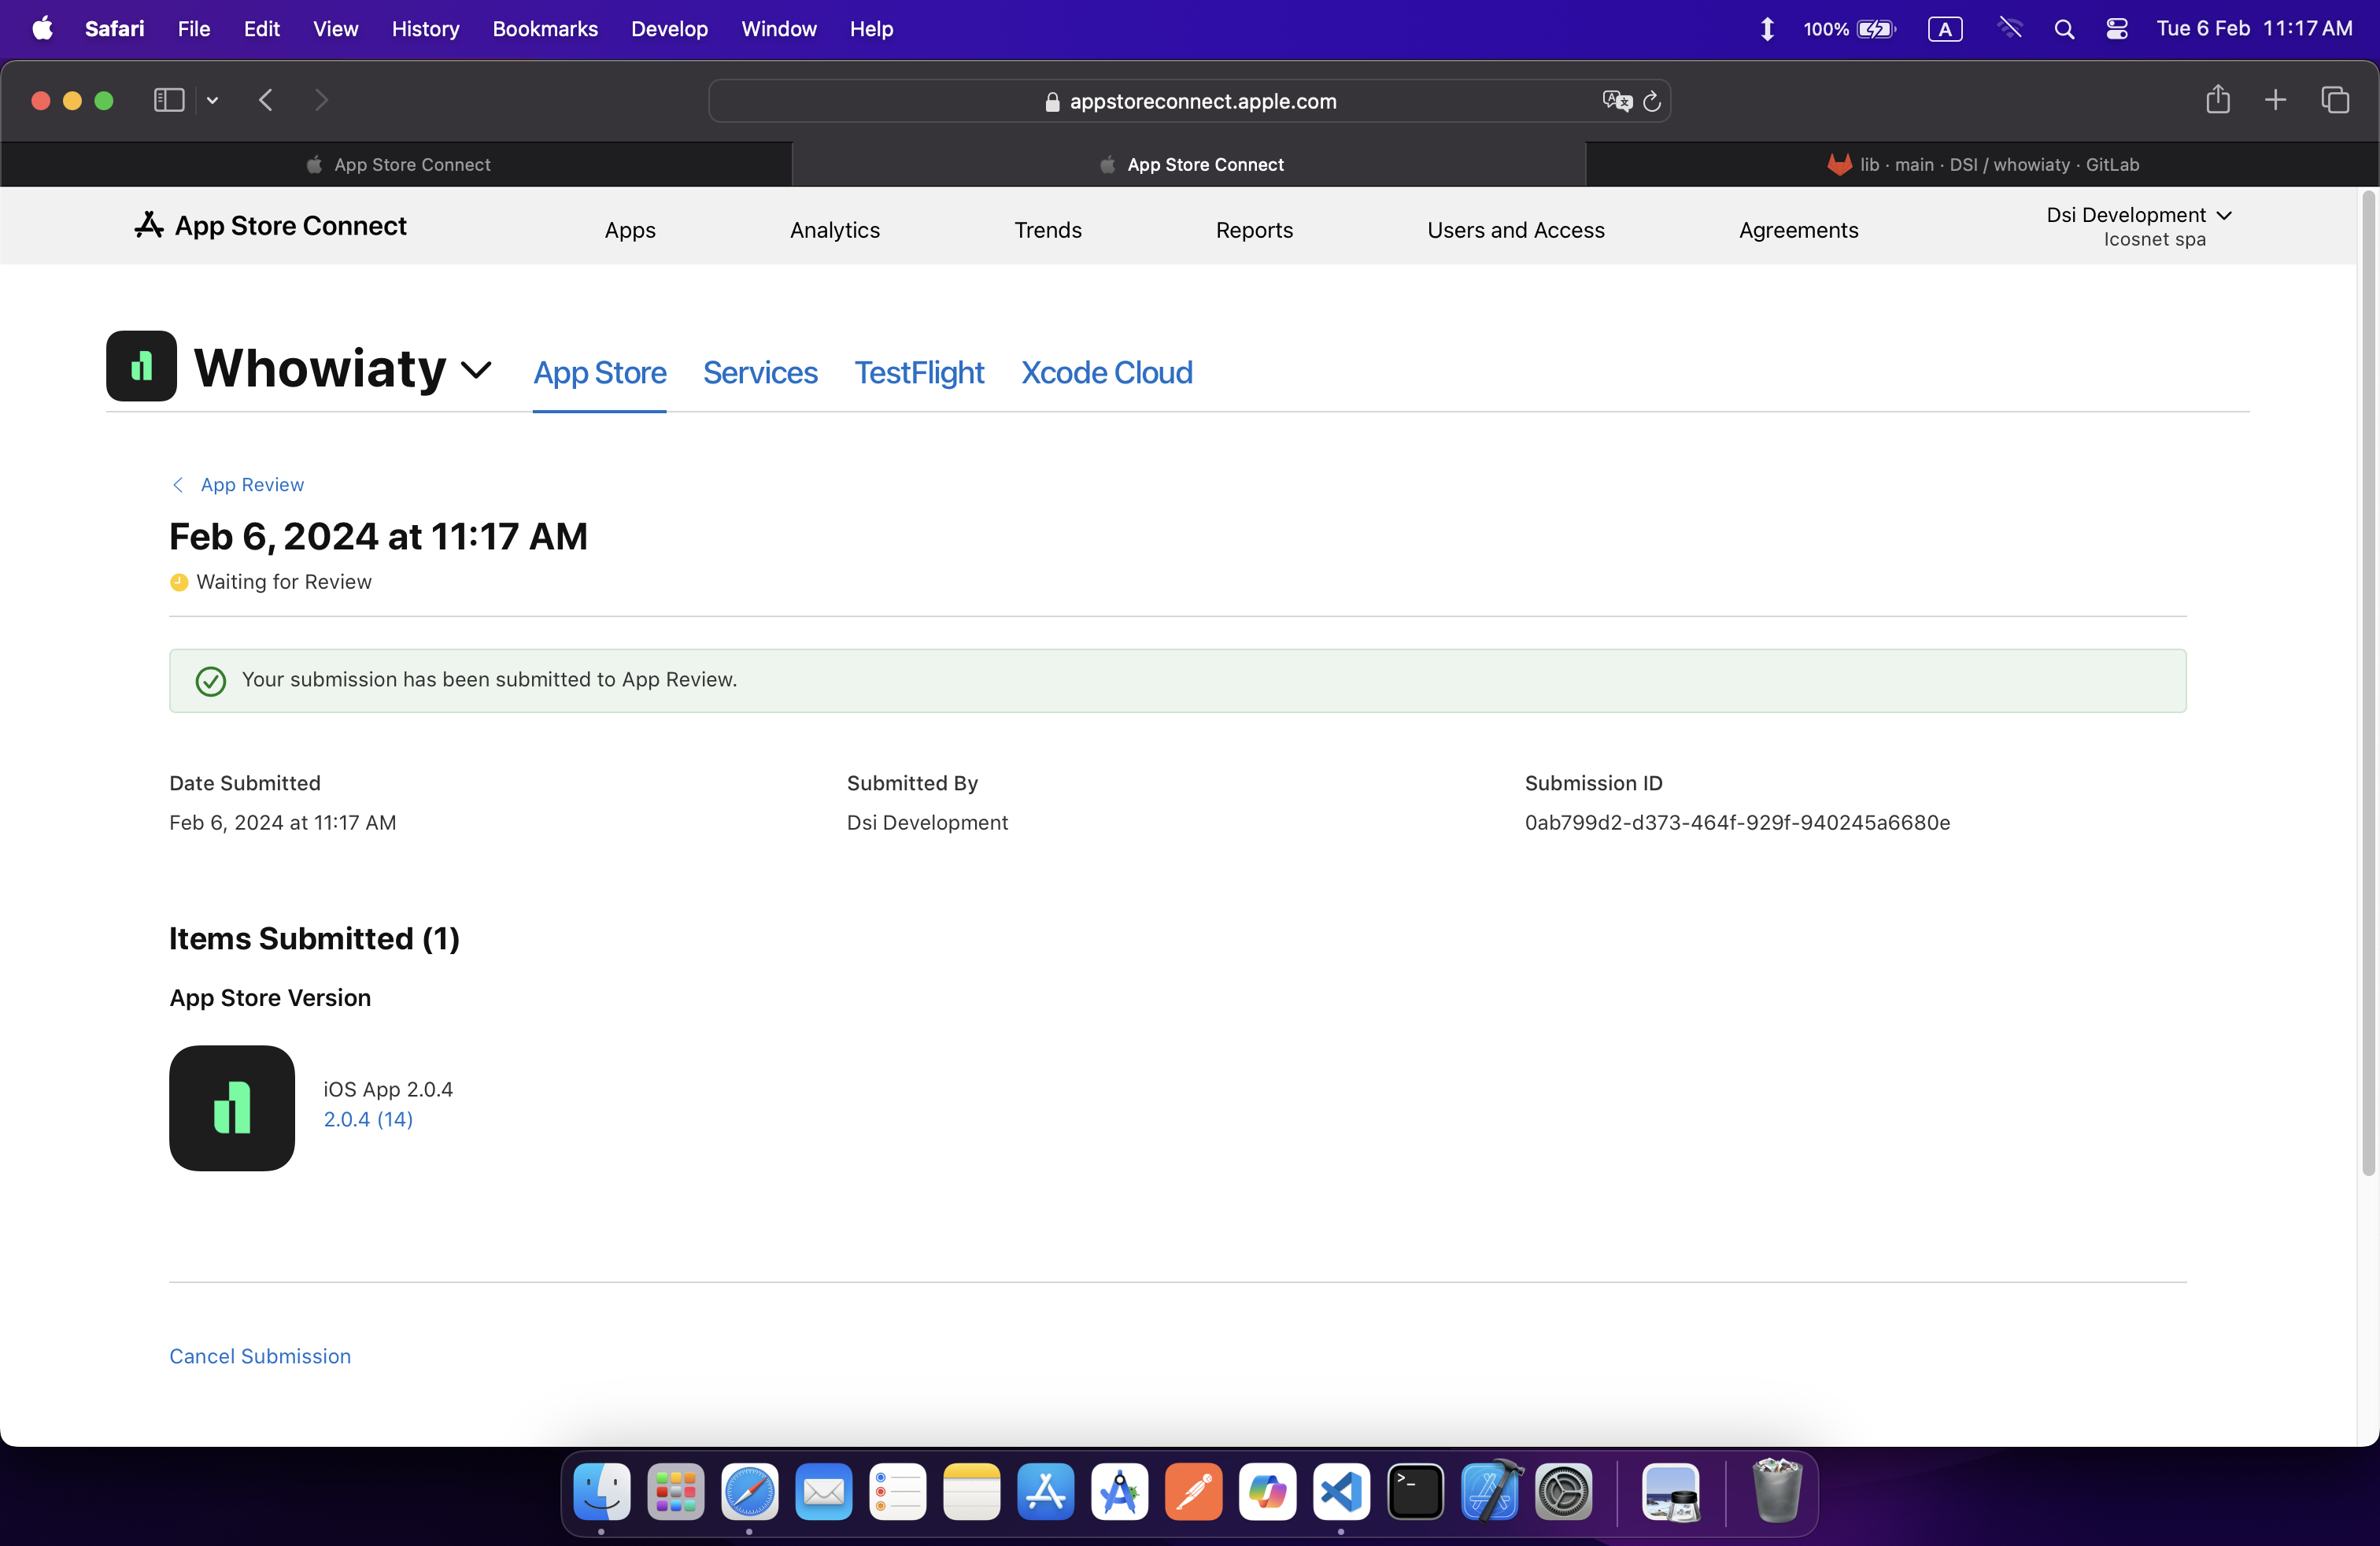 Safari File Edit View History Bookmarks Develop Window Help 100% A Tue 6 Feb 11:17 AM
appstoreconnect.apple.com
App Store Connect App Store Connect lib · main · DSI / whowiaty · GitLab
App Store Connect Apps Analytics Trends Reports Users and Access Agreements Dsi Development
Icosnet spa
Whowiaty App Store Services TestFlight Xcode Cloud
App Review
Feb 6, 2024 at 11:17 AM
Waiting for Review
Your submission has been submitted to App Review.
Date Submitted Submitted By Submission ID
Feb 6, 2024 at 11:17 AM Dsi Development 0ab799d2-d373-464f-929f-940245a6680e
Items Submitted (1)
App Store Version
iOS App 2.0.4
2.0.4 (14)
Cancel Submission